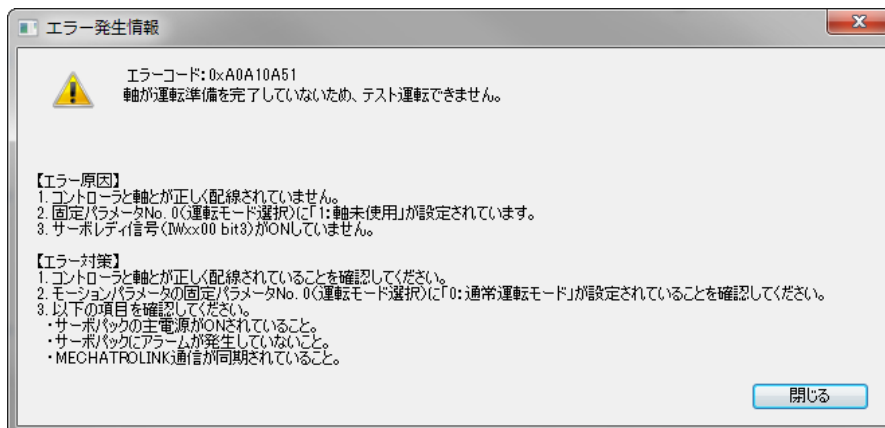 エラー発生情報
エラーコード：0xA0A10A51
軸が運転準備を完了していないため、テスト運転できません。
【エラー原因】
1. コントローラと軸とが正しく配線されていません。
2. 固定パラメータNo. 0(運転モード選択)に「1：軸未使用」が設定されています。
3. サーボレディ信号(IWxx00 bit3)がONしていません。
【エラー対策】
1. コントローラと軸とが正しく配線されていることを確認してください。
2. モーションパラメータの固定パラメータNo. 0(運転モード選択)に「0：通常運転モード」が設定されていることを確認してください。
3. 以下の項目を確認してください。
・サーボパックの主電源がONされていること。
・サーボパックにアラームが発生していないこと。
・MECHATROLINK通信が同期されていること。
閉じる